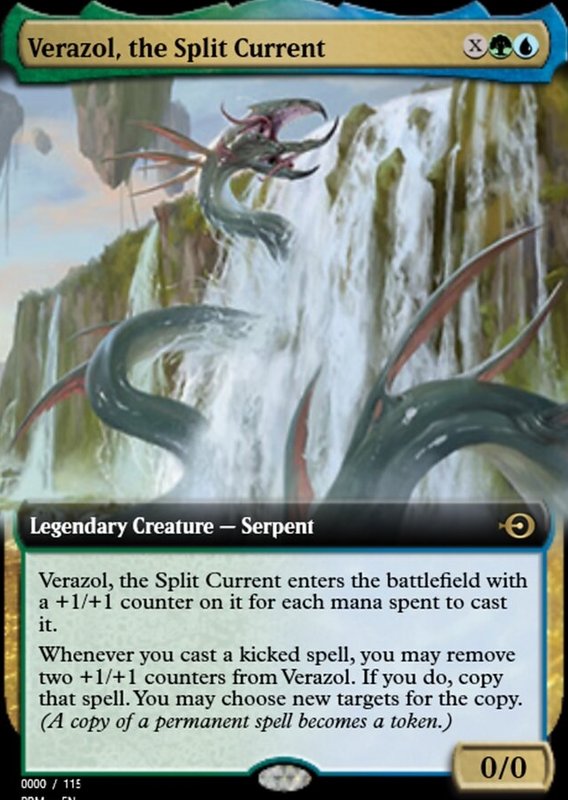 Verazol, the Split Current X
Legendary Creature — Serpent
Verazol, the Split Current enters the battlefield with
a +1/+1 counter on it for each mana spent to cast
it.
Whenever you cast a kicked spell, you may remove
two +1/+1 counters from Verazol. If you do, copy
that spell. You may choose new targets for the copy.
(A copy of a permanent spell becomes a token.)
0/0
0000 / 115